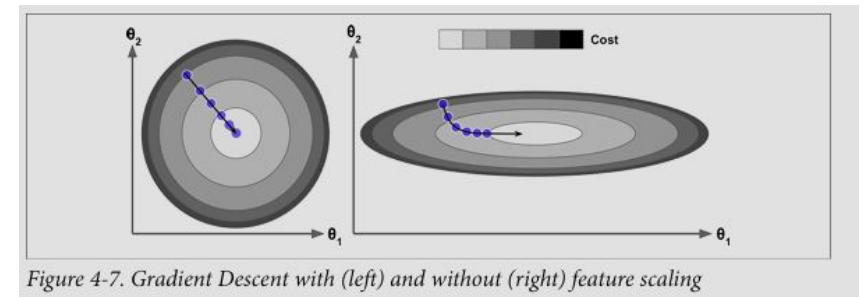 θ2
θ2
Cost
θ1
θ1
Figure 4-7. Gradient Descent with (left) and without (right) feature scaling